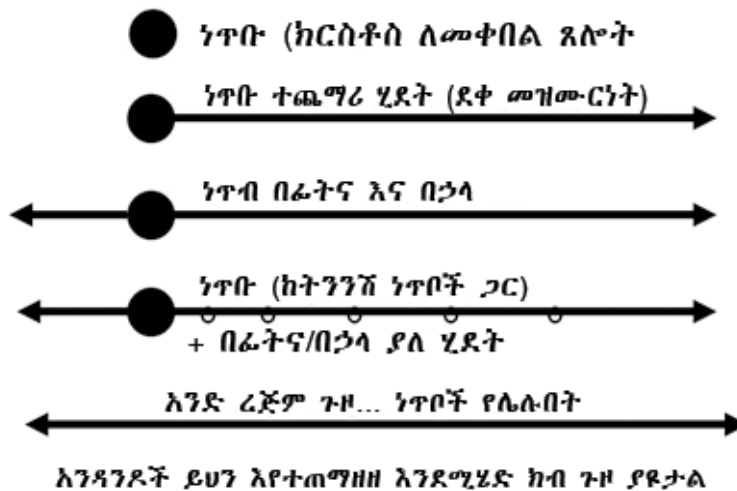 ነጥቡ (ክርስቶስ ለመቀበል ጸሎት
ነጥቡ ተጨማሪ ሂደት (ደቀ መዝሙርነት)
ነጥብ በፊትና እና በኃላ
ነጥቡ (ከትንንሽ ነጥቦች ጋር)
+ በፊትና/በኃላ ያለ ሂደት
አንድ ረጅም ጉዞ... ነጥቦች የሌሉበት
አንዳንዶች ይህን እየተጠማዘዘ እንደሚሄድ ክብ ጉዞ ያዩታል